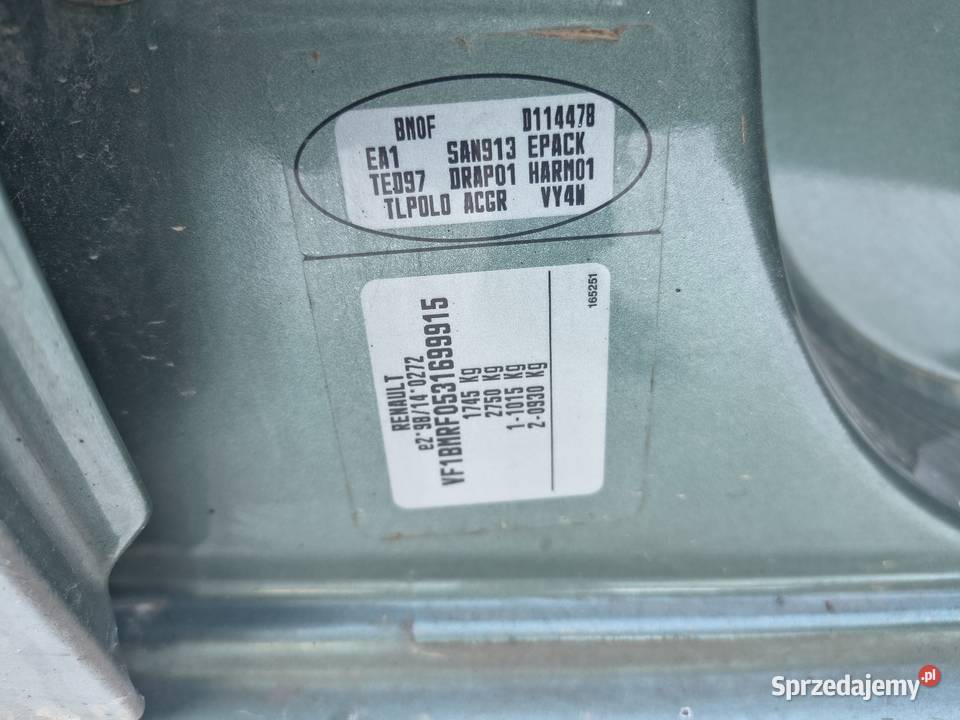 BM0F D114478
EA1 SAN913 EPACK
TED97 DRAP01 HARM01
TLPOLO ACGR VY4W
RENAULT
e2*98/14*0272
VF1BMRF0531699915
1745 Kg
2750 Kg
1-1015 Kg
2-0930 Kg
165251
Sprzedajemy.pl